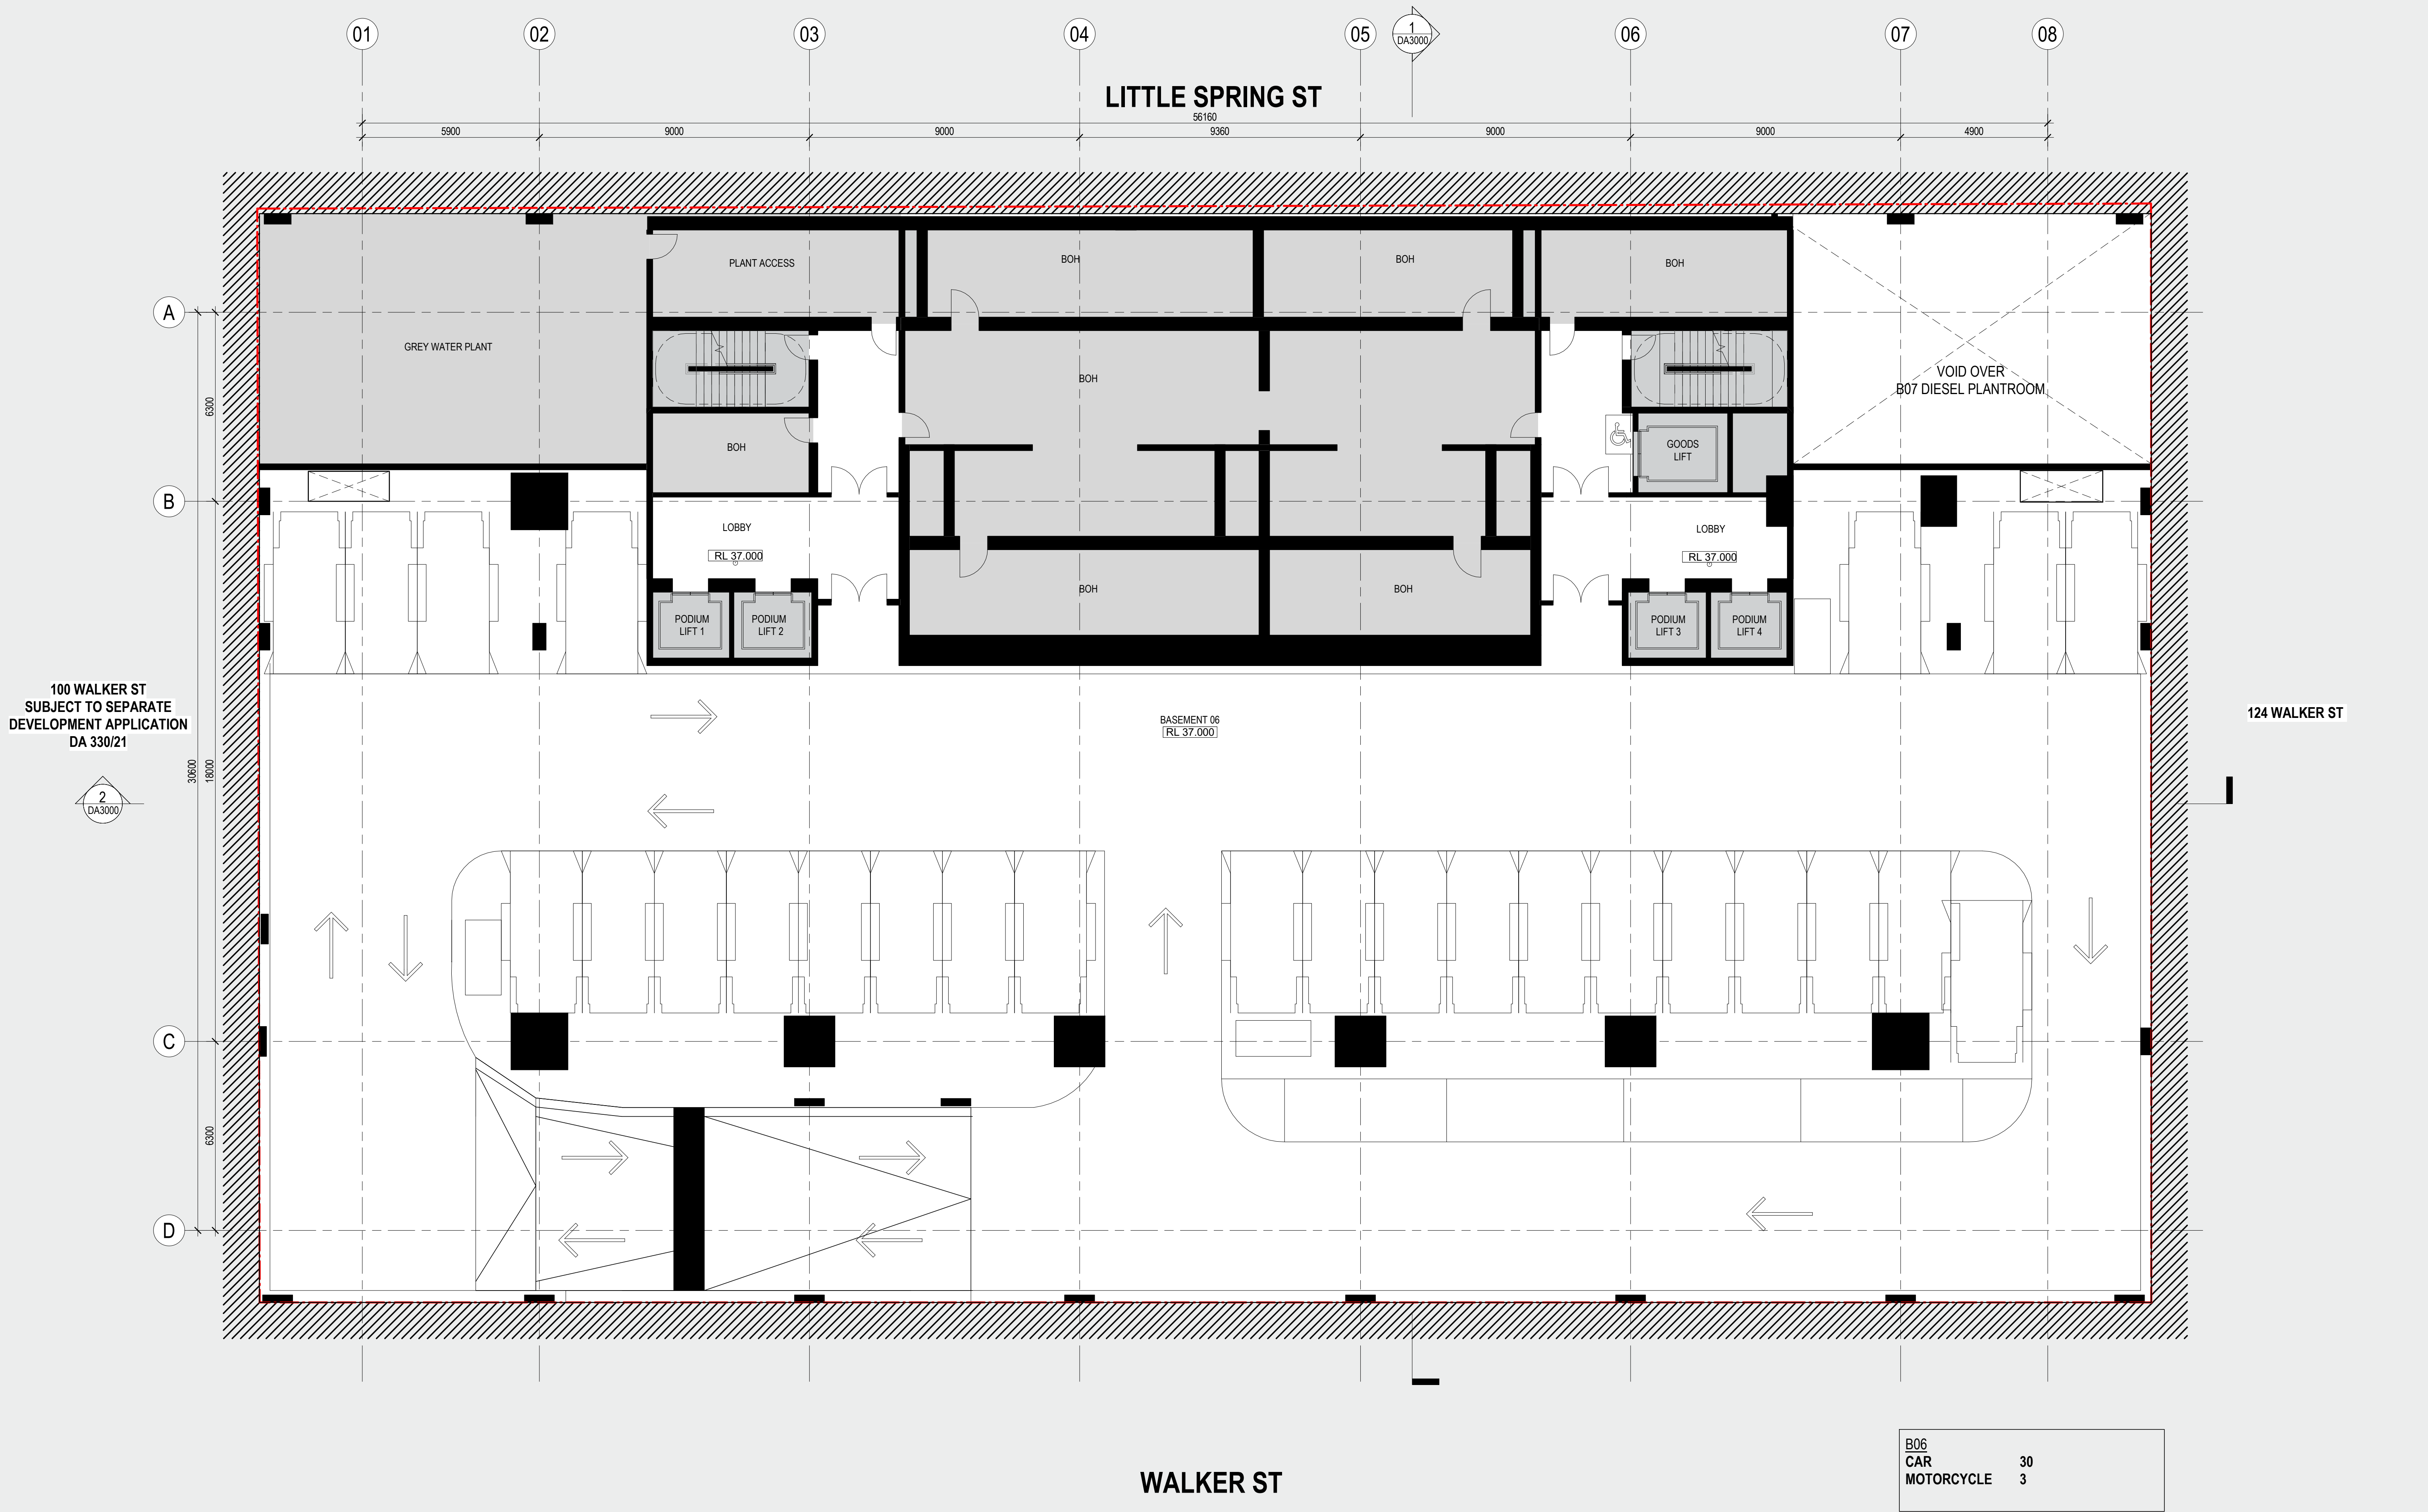 01
02
03
04
05
1
DA3000
06
07
08
LITTLE SPRING ST
56160
5900
9000
9000
9360
9000
9000
4900
A
B
C
D
6300
30600
18000
6300
PLANT ACCESS
BOH
BOH
BOH
GREY WATER PLANT
BOH
VOID OVER
B07 DIESEL PLANTROOM
BOH
GOODS
LIFT
LOBBY
RL 37.000
LOBBY
RL 37.000
BOH
BOH
PODIUM
LIFT 1
PODIUM
LIFT 2
PODIUM
LIFT 3
PODIUM
LIFT 4
100 WALKER ST
SUBJECT TO SEPARATE
DEVELOPMENT APPLICATION
DA 330/21
BASEMENT 06
RL 37.000
124 WALKER ST
2
DA3000
WALKER ST
B06
CAR 30
MOTORCYCLE 3